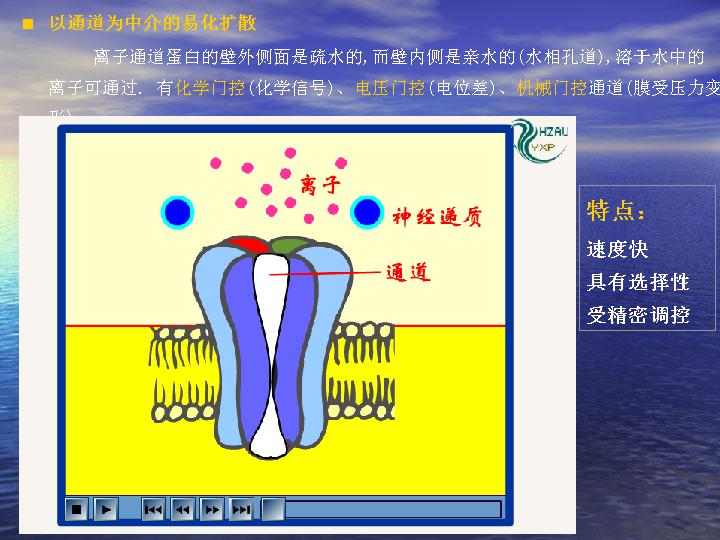 以通道为中介的易化扩散
离子通道蛋白的壁外侧面是疏水的,而壁内侧是亲水的(水相孔道),溶于水中的
离子可通过. 有化学门控(化学信号)、电压门控(电位差)、机械门控通道(膜受压力变
HZAU
YXP
离子
神经递质
通道
特点:
速度快
具有选择性
受精密调控